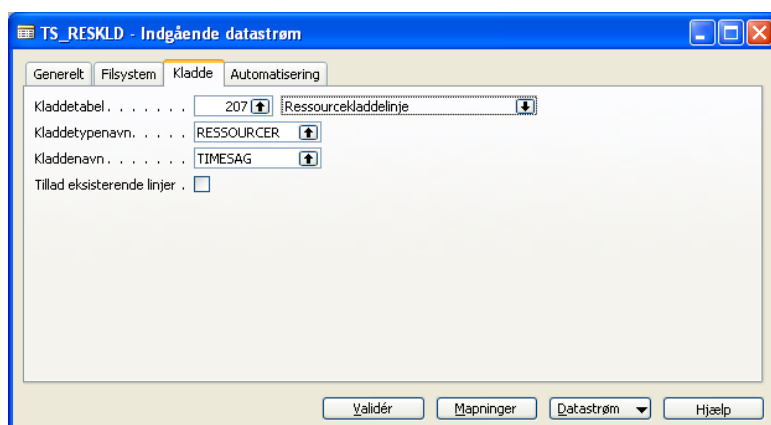 TS_RESKLD - Indgående datastrøm
Generelt Filsystem Kladde Automatisering
Kladdetabel. . . . . . . 207 Ressourcekladdelinje
Kladdetypenavn. . . . . RESSOURCER
Kladdenavn. . . . . . . TIMESAG
Tillad eksisterende linjer .
Validér Mapninger Datastrøm Hjælp